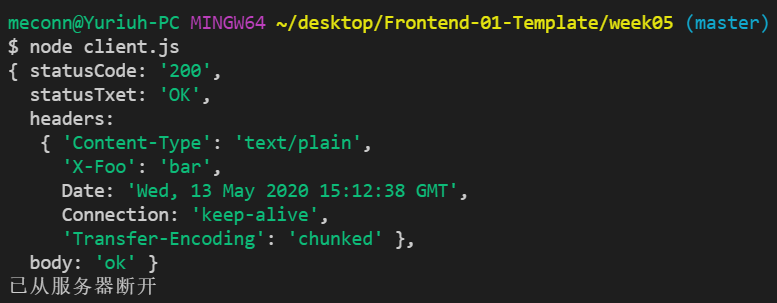 meconn@Yuriuh-PC MINGW64 ~/desktop/Frontend-01-Template/week05 (master)
$ node client.js
{ statusCode: '200',
  statusTxet: 'OK',
  headers:
   { 'Content-Type': 'text/plain',
     'X-Foo': 'bar',
     Date: 'Wed, 13 May 2020 15:12:38 GMT',
     Connection: 'keep-alive',
     'Transfer-Encoding': 'chunked' },
  body: 'ok' }
已从服务器断开